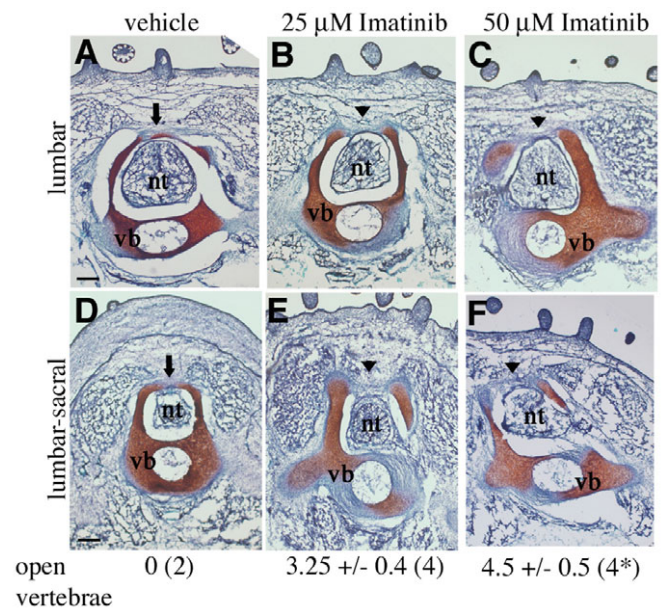 vehicle 25 µM Imatinib 50 µM Imatinib
lumbar
A B C
nt nt nt
vb vb vb
lumbar-sacral
D E F
nt nt nt
vb vb vb
open vertebrae 0 (2) 3.25 +/- 0.4 (4) 4.5 +/- 0.5 (4*)